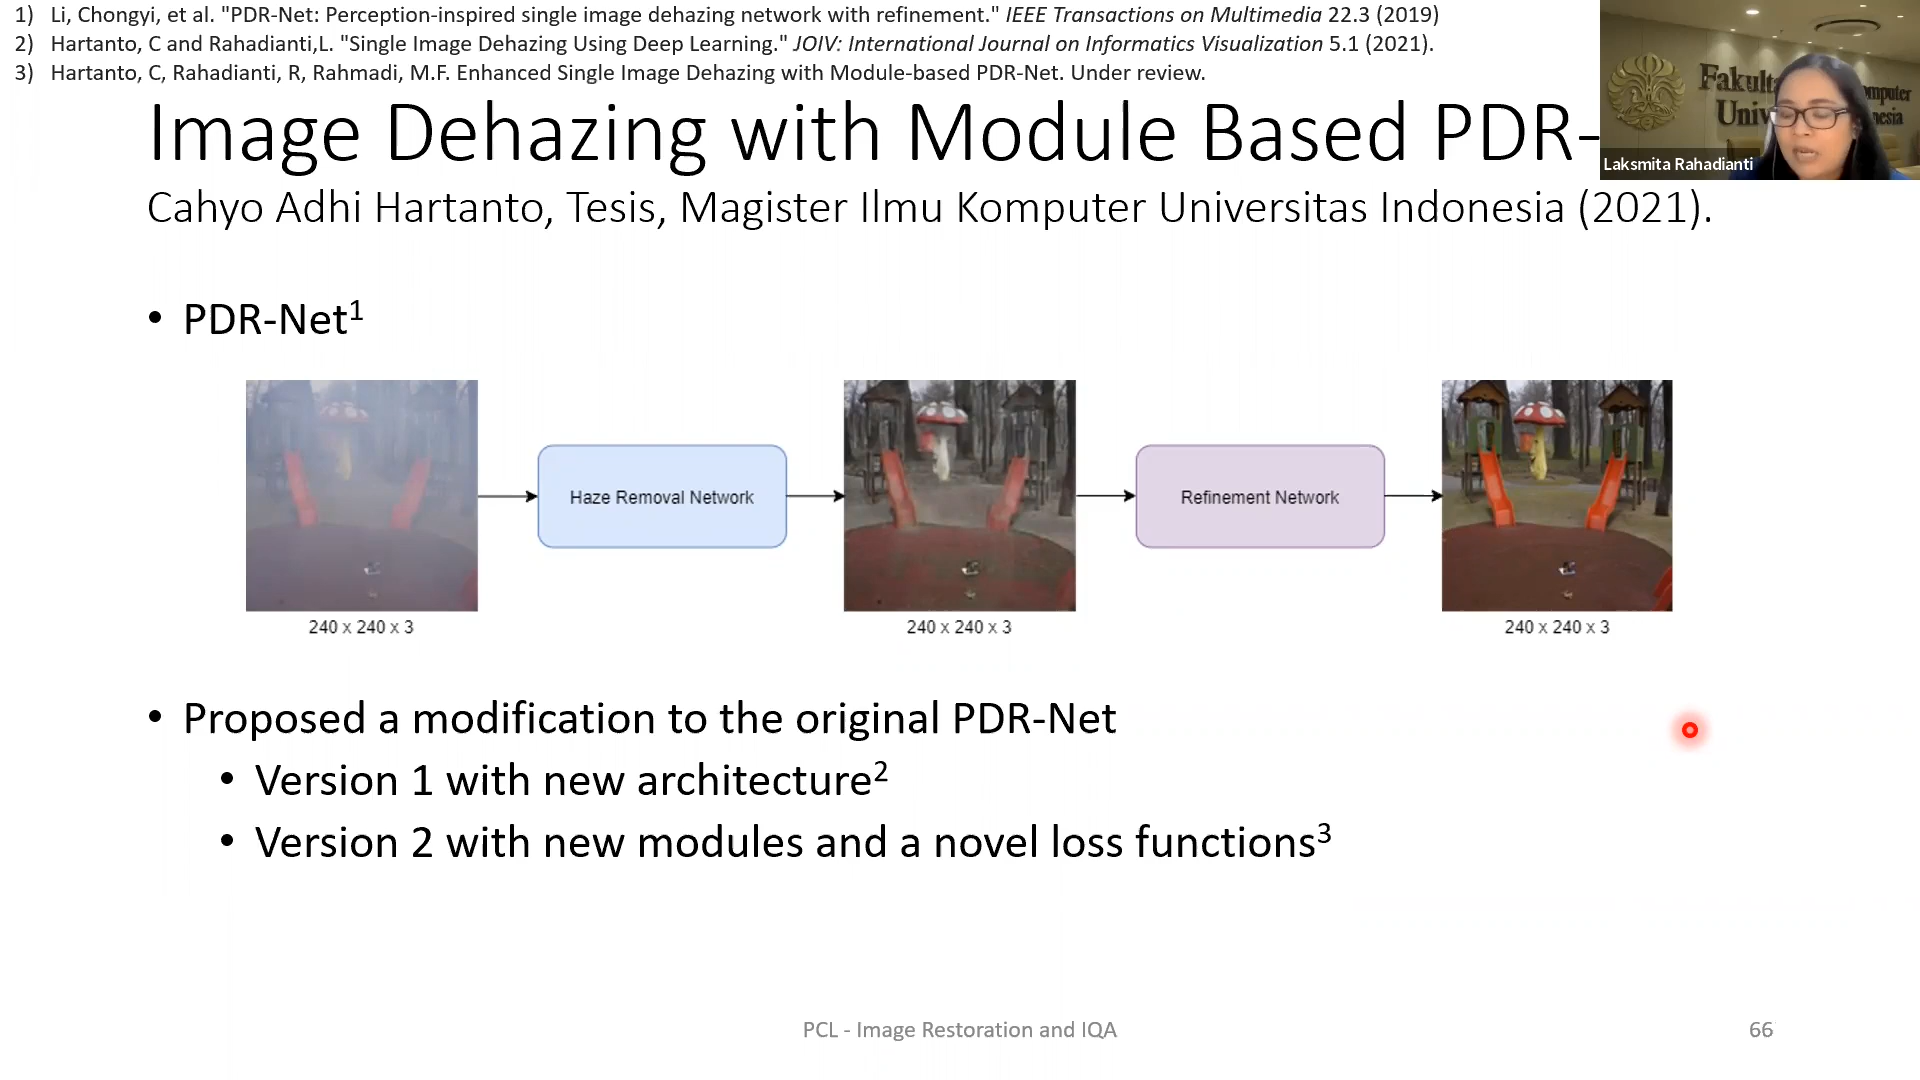 1) Li, Chongyi, et al. "PDR-Net: Perception-inspired single image dehazing network with refinement." IEEE Transactions on Multimedia 22.3 (2019)
2) Hartanto, C and Rahadianti,L. "Single Image Dehazing Using Deep Learning." JOIV: International Journal on Informatics Visualization 5.1 (2021).
3) Hartanto, C, Rahadianti, R, Rahmadi, M.F. Enhanced Single Image Dehazing with Module-based PDR-Net. Under review.
Image Dehazing with Module Based PDR-
Laksmita Rahadianti
Cahyo Adhi Hartanto, Tesis, Magister Ilmu Komputer Universitas Indonesia (2021).
• PDR-Net¹
Haze Removal Network
Refinement Network
240 x 240 x 3
240 x 240 x 3
240 x 240 x 3
• Proposed a modification to the original PDR-Net
• Version 1 with new architecture²
• Version 2 with new modules and a novel loss functions³
PCL - Image Restoration and IQA
66